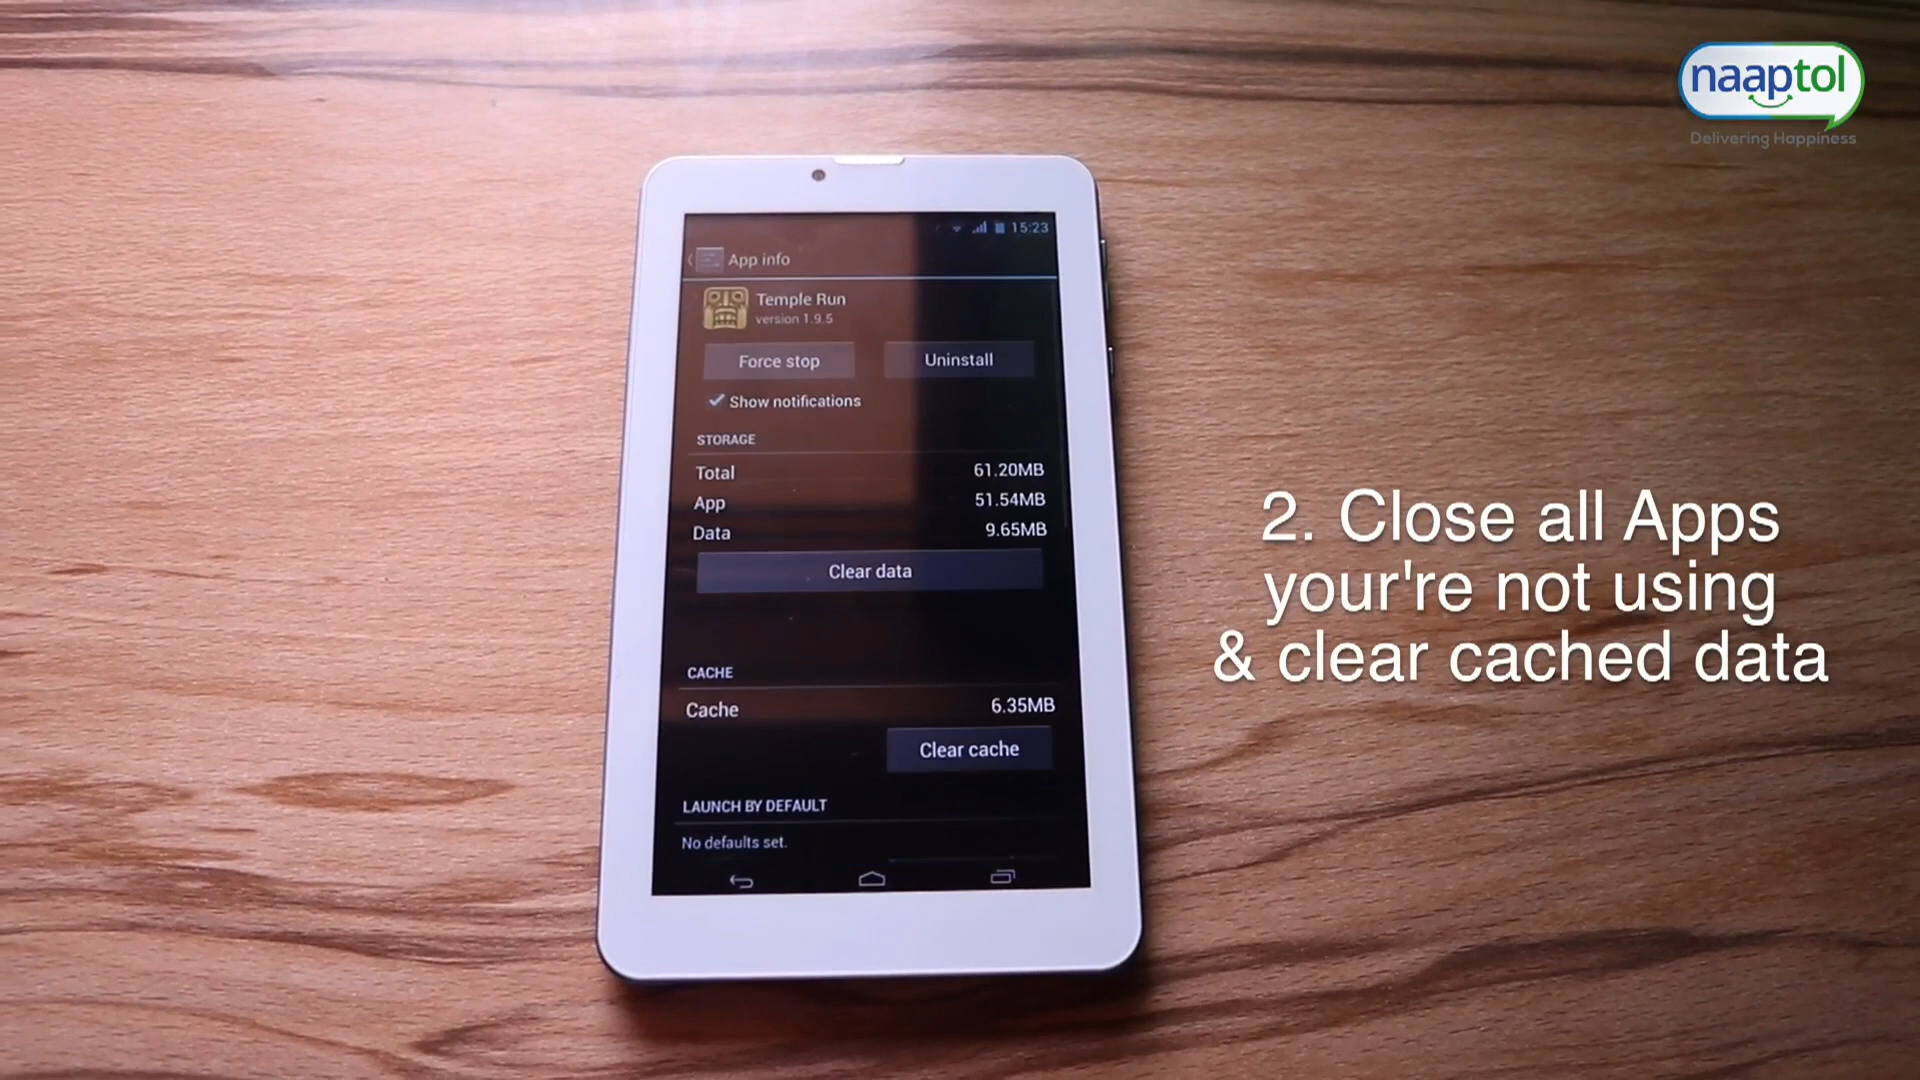 naaptol
Delivering Happiness
15:23
App info
Temple Run
version 1.9.5
Force stop
Uninstall
Show notifications
STORAGE
Total 61.20MB
App 51.54MB
Data 9.65MB
Clear data
CACHE
Cache 6.35MB
Clear cache
LAUNCH BY DEFAULT
No defaults set.
2. Close all Apps
your're not using
& clear cached data